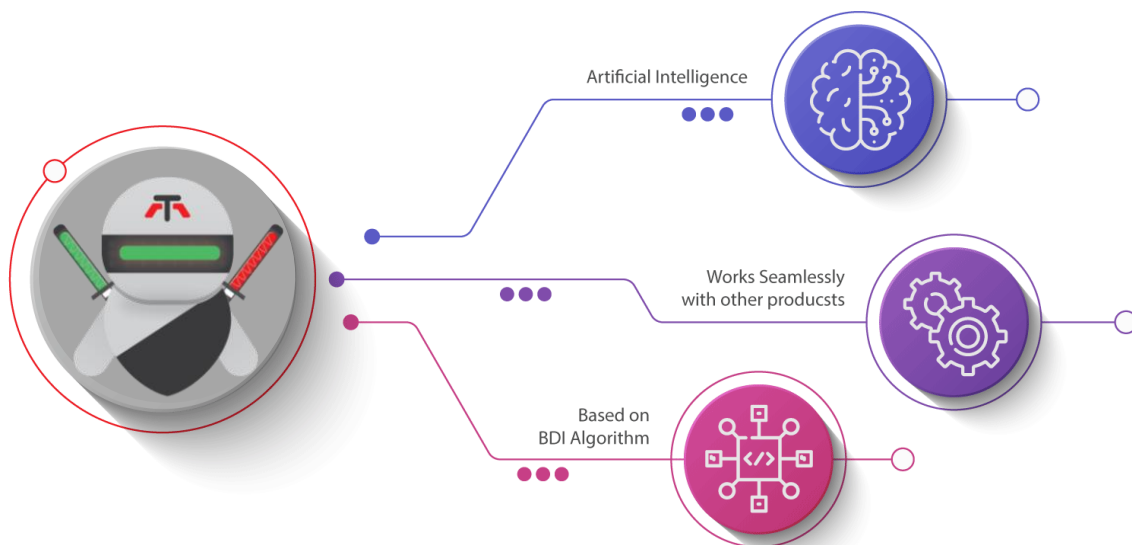 Artificial Intelligence
Works Seamlessly
with other producsts
Based on
BDI Algorithm